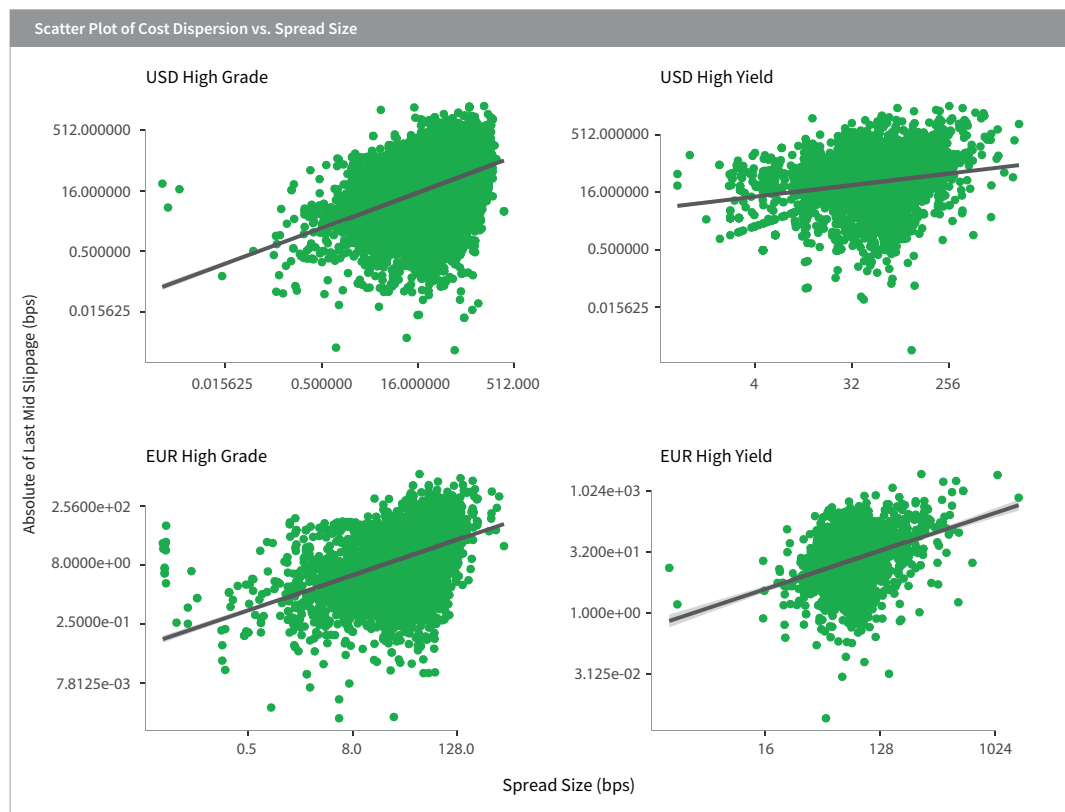 Scatter Plot of Cost Dispersion vs. Spread Size
USD High Grade
USD High Yield
512.000000
16.000000
0.500000
0.015625
0.015625 0.500000 16.000000 512.000
512.000000
16.000000
0.500000
0.015625
4 32 256
Absolute of Last Mid Slippage (bps)
EUR High Grade
EUR High Yield
2.5600e+02
8.0000e+00
2.5000e-01
7.8125e-03
0.5 8.0 128.0
1.024e+03
3.200e+01
1.000e+00
3.125e-02
16 128 1024
Spread Size (bps)